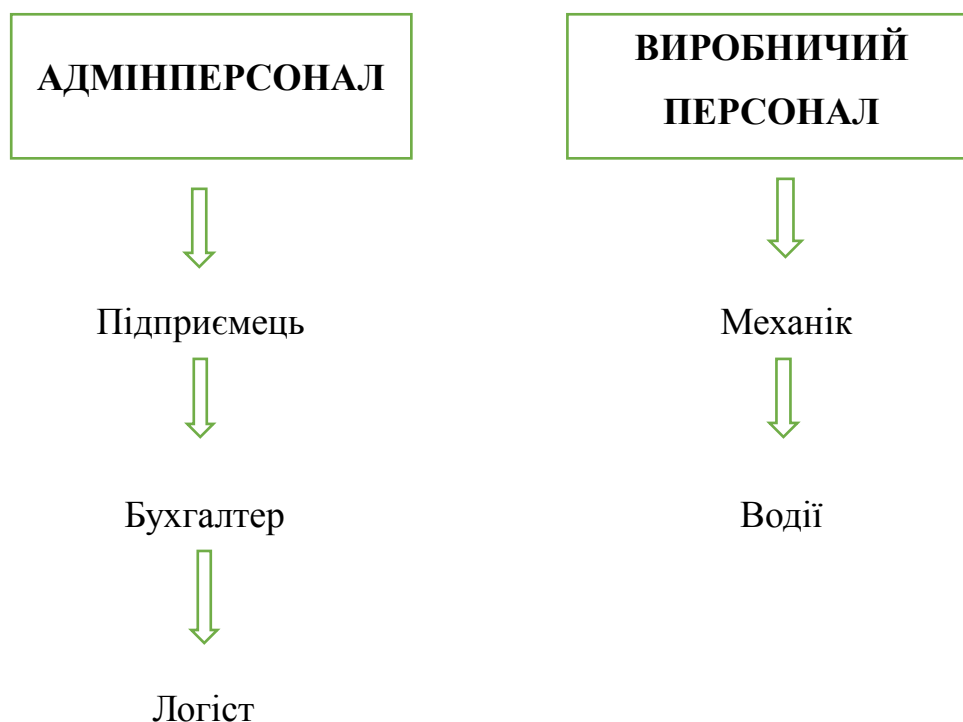 АДМІНПЕРСОНАЛ
Підприємець
Бухгалтер
Логіст
ВИРОБНИЧИЙ
ПЕРСОНАЛ
Механік
Водії